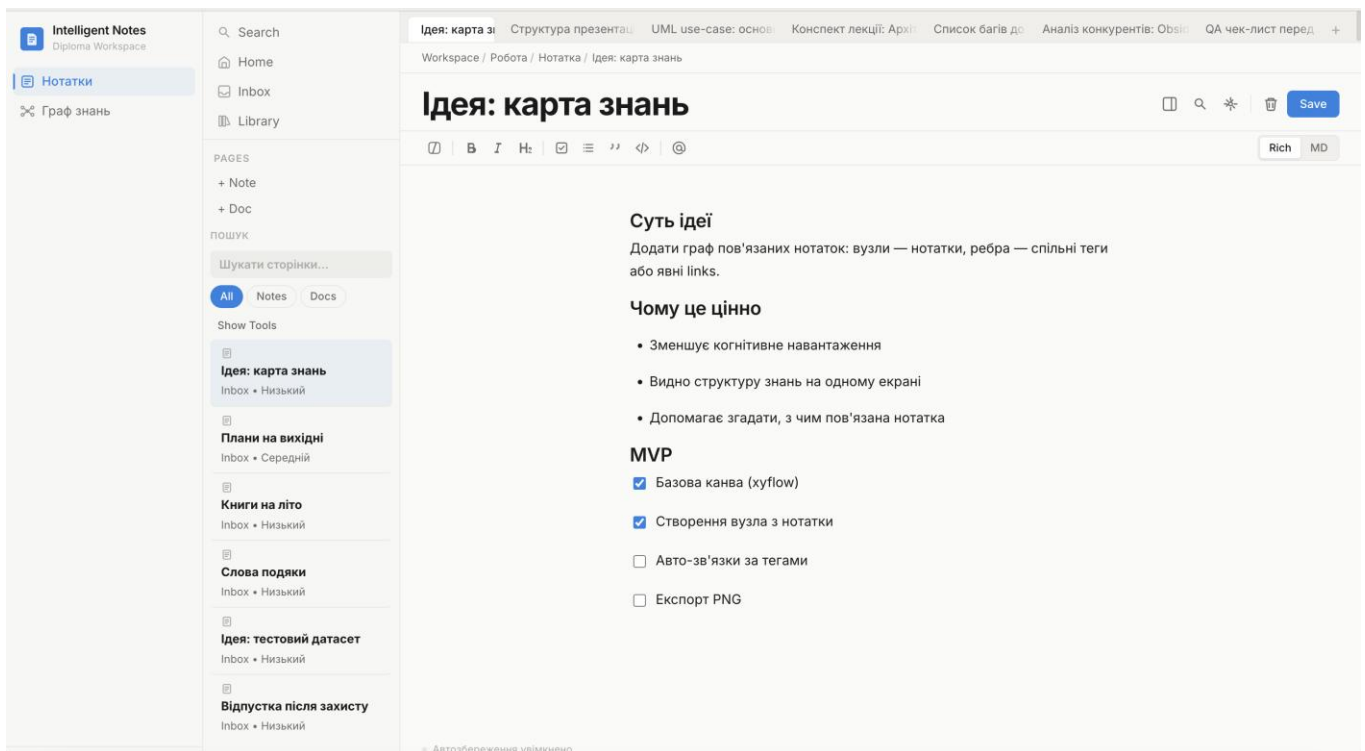 Intelligent Notes
Diploma Workspace
Нотатки
Граф знань
Search
Home
Inbox
Library
PAGES
+ Note
+ Doc
ПОШУК
Шукати сторінки...
All Notes Docs
Show Tools
Ідея: карта знань
Inbox • Низький
Плани на вихідні
Inbox • Середній
Книги на літо
Inbox • Низький
Слова подяки
Inbox • Низький
Ідея: тестовий датасет
Inbox • Низький
Відпустка після захисту
Inbox • Низький
Ідея: карта з Структура презентац UML use-case: основ Конспект лекції: Архі Список багів до Аналіз конкурентів: Obsi QA чек-лист перед +
Workspace / Робота / Нотатка / Ідея: карта знань
Ідея: карта знань
Save
B I H₂ </> @
Rich MD
Суть ідеї
Додати граф пов'язаних нотаток: вузли — нотатки, ребра — спільні теги
або явні links.
Чому це цінно
• Зменшує когнітивне навантаження
• Видно структуру знань на одному екрані
• Допомагає згадати, з чим пов'язана нотатка
MVP
Базова канва (xyflow)
Створення вузла з нотатки
Авто-зв'язки за тегами
Експорт PNG
Автозбереження увімкнено